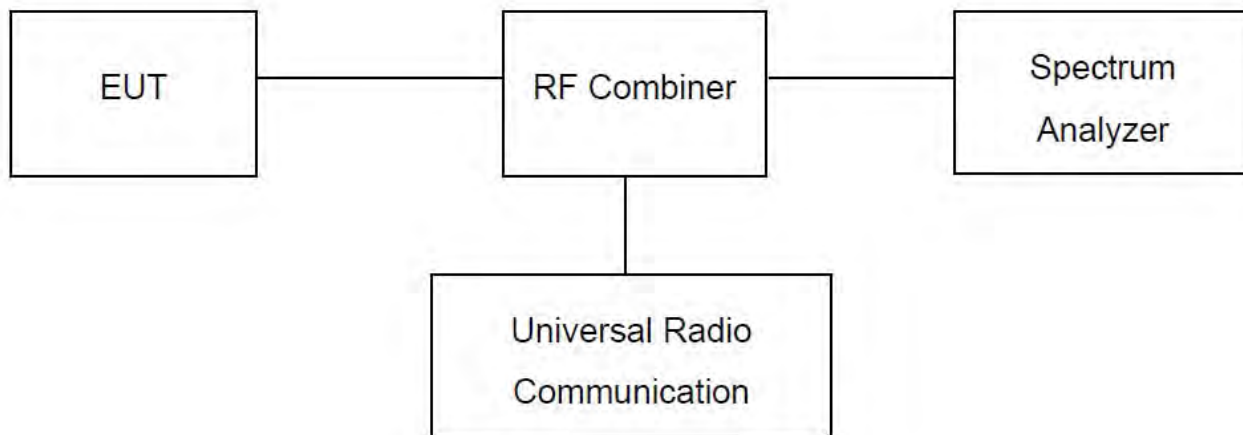 EUT
RF Combiner
Spectrum
Analyzer
Universal Radio
Communication